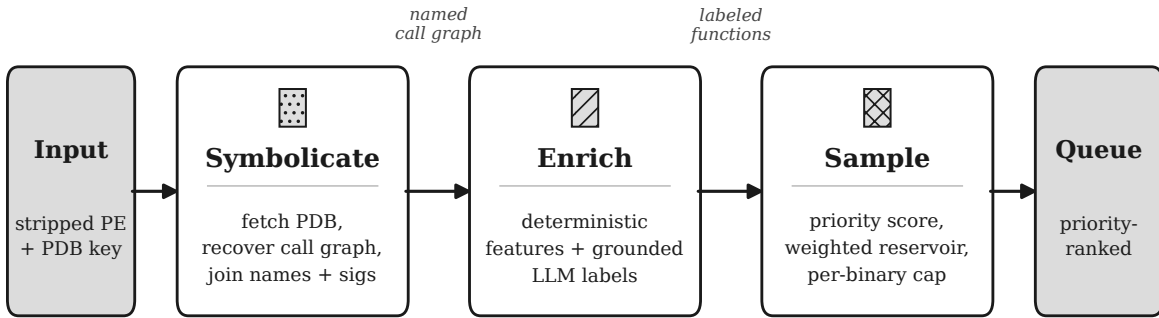 named
call graph
labeled
functions
Input
stripped PE
+ PDB key
Symbolicate
fetch PDB,
recover call graph,
join names + sigs
Enrich
deterministic
features + grounded
LLM labels
Sample
priority score,
weighted reservoir,
per-binary cap
Queue
priority-
ranked